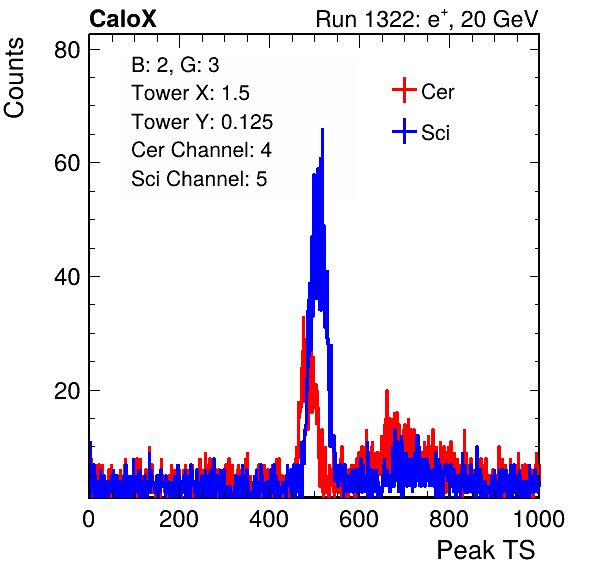 CaloX Run 1322: e⁺, 20 GeV
Counts
80
B: 2, G: 3
Tower X: 1.5
Tower Y: 0.125
Cer Channel: 4
Sci Channel: 5
Cer
Sci
60
40
20
0 200 400 600 800 1000
Peak TS